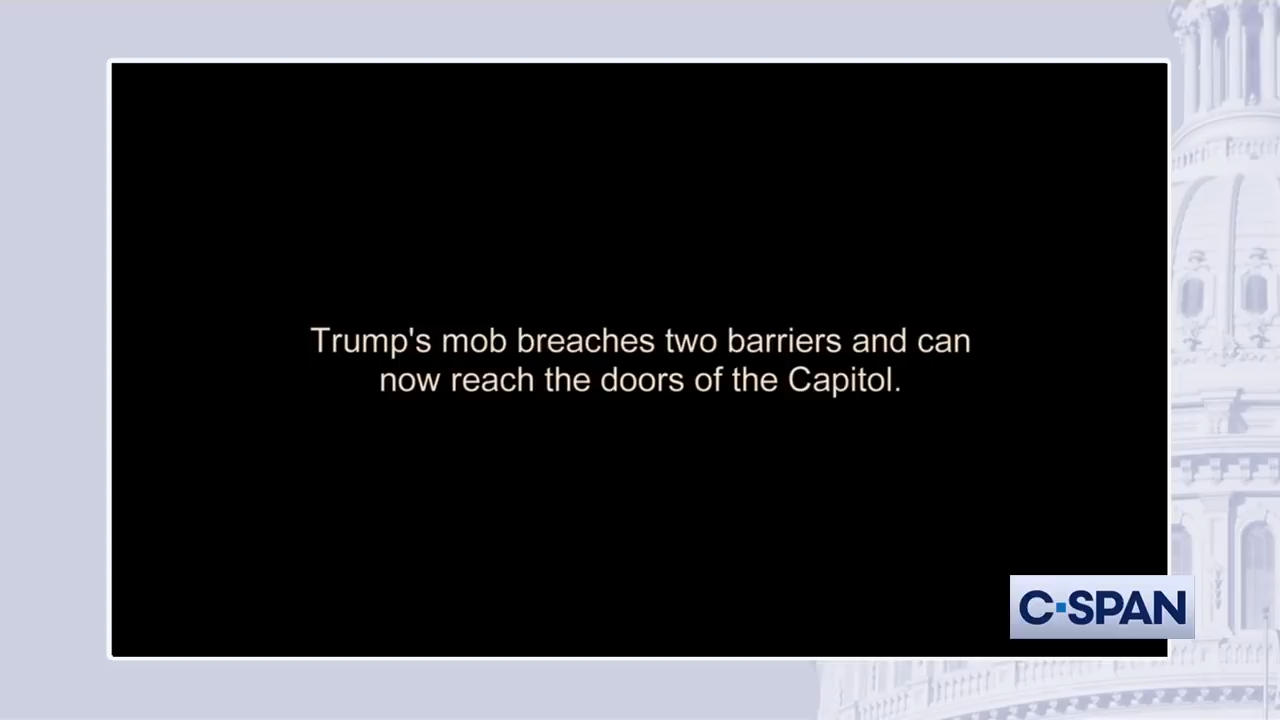 Trump's mob breaches two barriers and can
now reach the doors of the Capitol.
C-SPAN